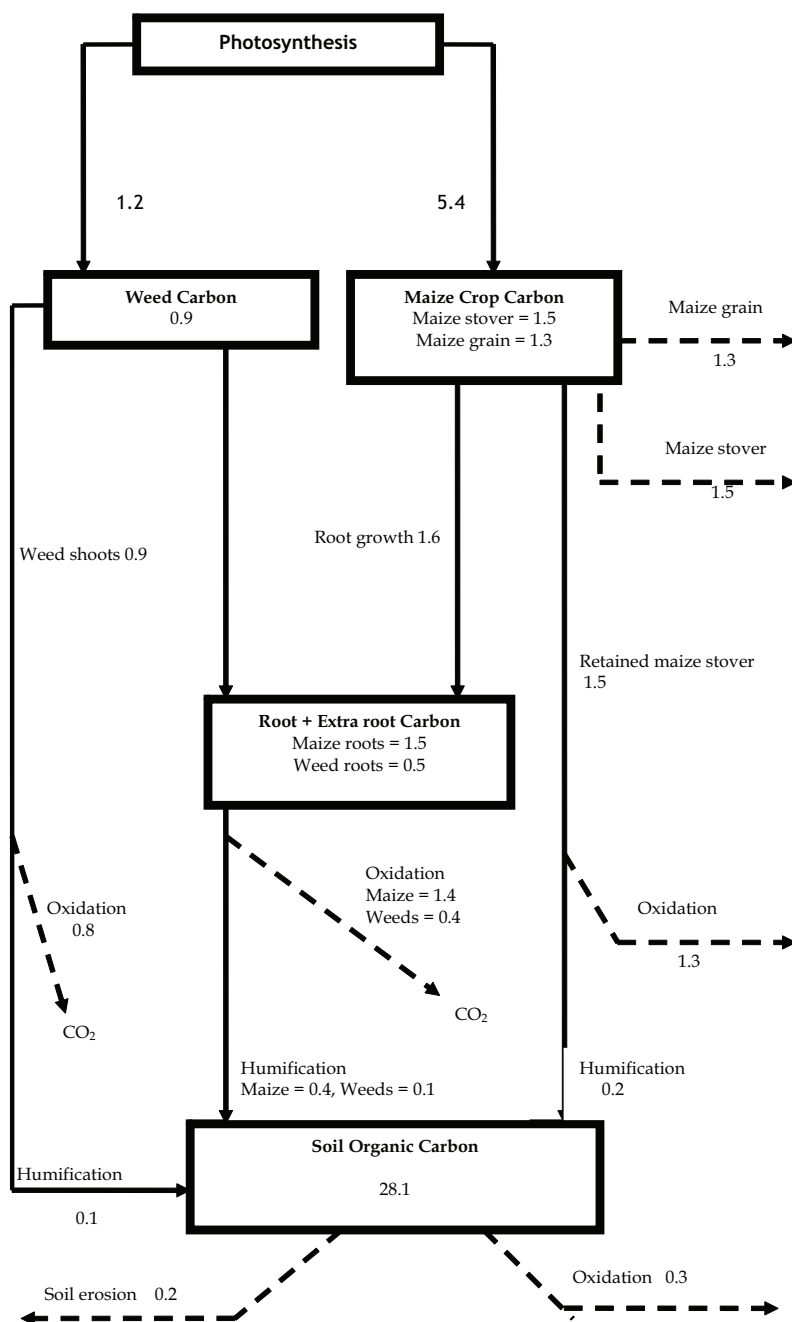 Photosynthesis
1.2
5.4
Weed Carbon
0.9
Maize Crop Carbon
Maize stover = 1.5
Maize grain = 1.3
Maize grain
1.3
Maize stover
1.5
Weed shoots 0.9
Root growth 1.6
Retained maize stover
1.5
Root + Extra root Carbon
Maize roots = 1.5
Weed roots = 0.5
Oxidation
0.8
CO₂
Oxidation
Maize = 1.4
Weeds = 0.4
CO₂
Oxidation
1.3
Humification
Maize = 0.4, Weeds = 0.1
Humification
0.2
Soil Organic Carbon
28.1
Humification
0.1
Soil erosion 0.2
Oxidation 0.3